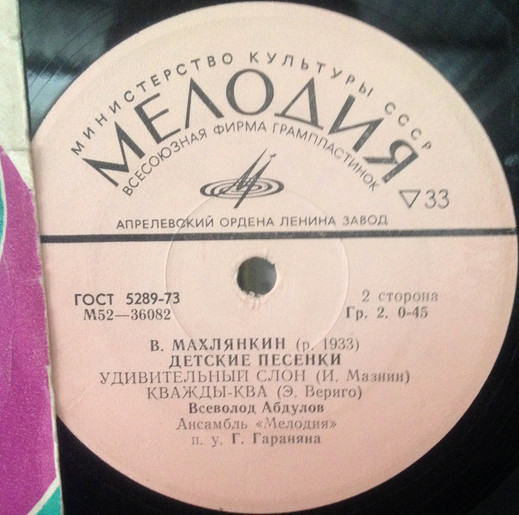 МИНИСТЕРСТВО КУЛЬТУРЫ СССР
МЕЛОДИЯ
ВСЕСОЮЗНАЯ ФИРМА ГРАМПЛАСТИНОК
▽ 33
АПРЕЛЕВСКИЙ ОРДЕНА ЛЕНИНА ЗАВОД
ГОСТ 5289-73
М52—36082
2 сторона
Гр. 2. 0-45
В. МАХЛЯНКИН (р. 1933)
ДЕТСКИЕ ПЕСЕНКИ
УДИВИТЕЛЬНЫЙ СЛОН (И. Мазнин)
КВАЖДЫ-КВА (Э. Вериго)
Всеволод Абдулов
Ансамбль «Мелодия»
п. у. Г. Гараняна